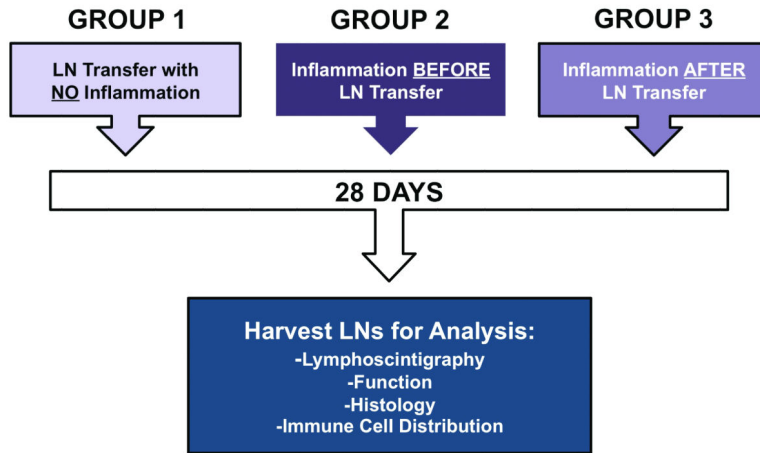 GROUP 1
GROUP 2
GROUP 3
LN Transfer with
NO Inflammation
Inflammation BEFORE
LN Transfer
Inflammation AFTER
LN Transfer
28 DAYS
Harvest LNs for Analysis:
-Lymphoscintigraphy
-Function
-Histology
-Immune Cell Distribution